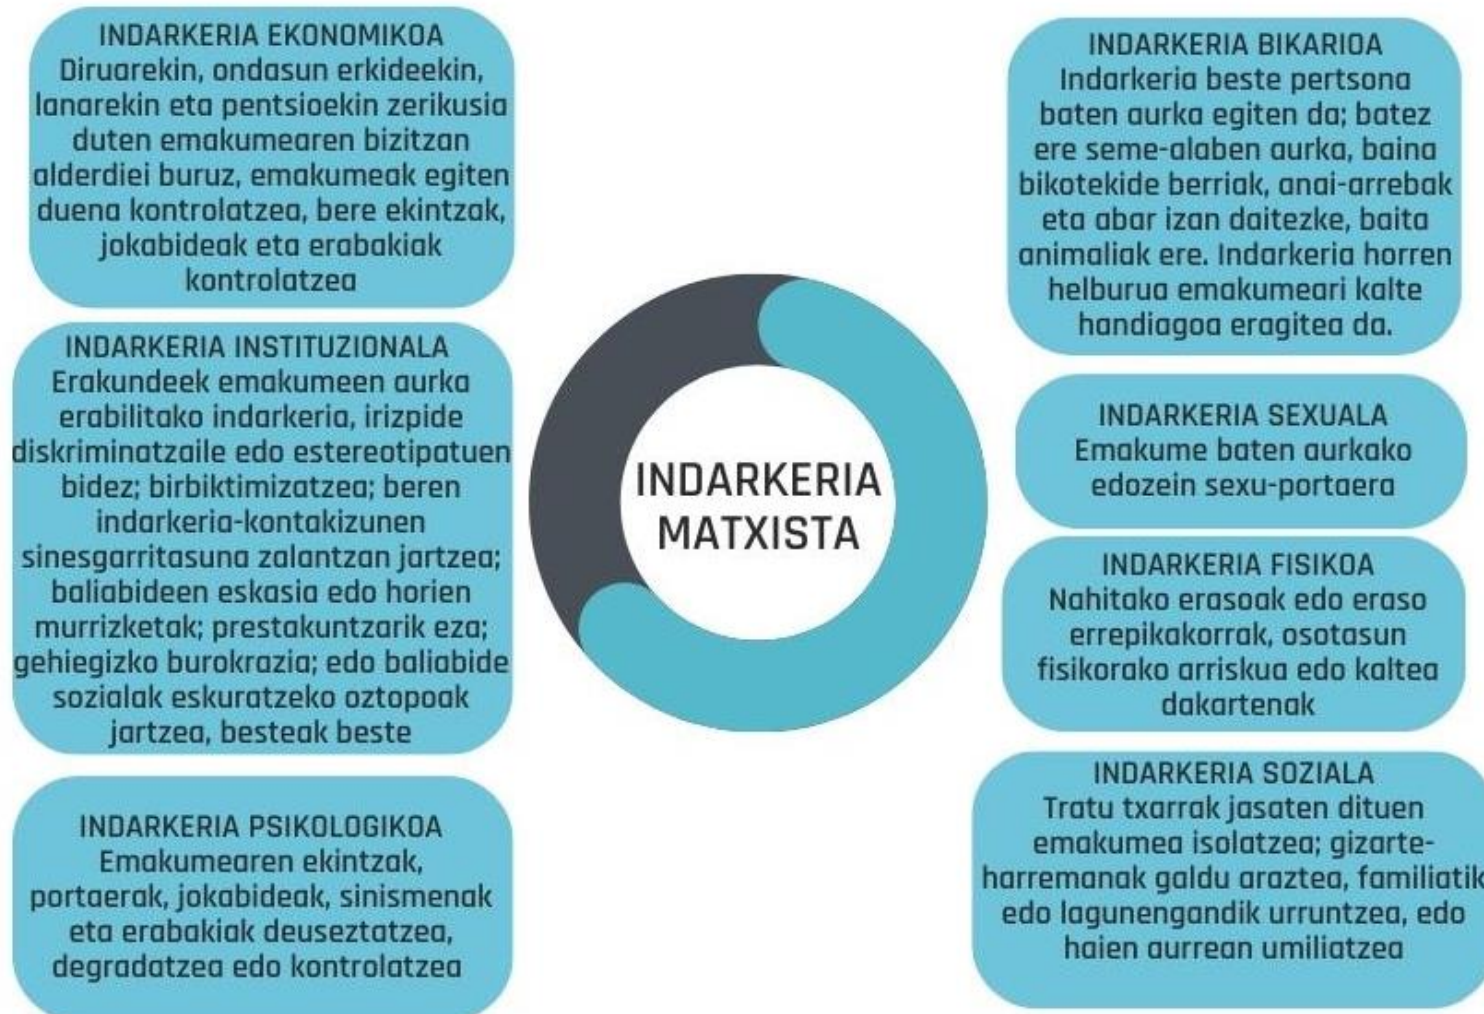 INDARKERIA EKONOMIKOA
Diruarekin, ondasun erkideekin,
lanarekin eta pentsioekin zerikusia
duten emakumearen bizitzan
alderdiei buruz, emakumeak egiten
duena kontrolatzea, bere ekintzak,
jokabideak eta erabakiak
kontrolatzea
INDARKERIA INSTITUZIONALA
Erakundeek emakumeen aurka
erabilitako indarkeria, irizpide
diskriminatzaile edo estereotipatuen
bidez; birbiktimizatzea; beren
indarkeria-kontakizunen
sinesgarritasuna zalantzan jartzea;
baliabideen eskasia edo horien
murrizketak; prestakuntzarik eza;
gehiegizko burokrazia; edo baliabide
sozialak eskuratzeko oztopoak
jartzea, besteak beste
INDARKERIA PSIKOLOGIKOA
Emakumearen ekintzak,
portaerak, jokabideak, sinismenak
eta erabakiak deuseztatzea,
degradatzea edo kontrolatzea
INDARKERIA
MATXISTA
INDARKERIA BIKARIOA
Indarkeria beste pertsona
baten aurka egiten da; batez
ere seme-alaben aurka, baina
bikotekide berriak, anai-arrebak
eta abar izan daitezke, baita
animaliak ere. Indarkeria horren
helburua emakumeari kalte
handiagoa eragitea da.
INDARKERIA SEXUALA
Emakume baten aurkako
edozein sexu-portaera
INDARKERIA FISIKOA
Nahitako erasoak edo eraso
errepikakorrak, osotasun
fisikorako arriskua edo kaltea
dakartenak
INDARKERIA SOZIALA
Tratu txarrak jasaten dituen
emakumea isolatzea; gizarte-
harremanak galdu araztea, familiatik
edo lagunengandik urruntzea, edo
haien aurrean umiliatzea